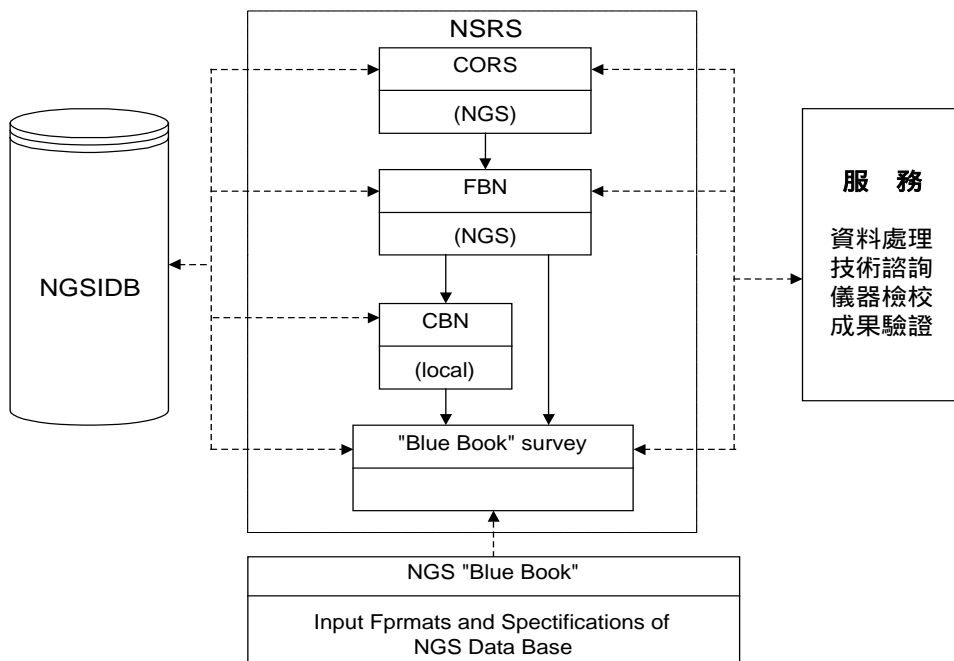 NSRS
CORS
(NGS)
FBN
(NGS)
CBN
(local)
"Blue Book" survey
NGSIDB
服 務
資料處理
技術諮詢
儀器檢校
成果驗證
NGS "Blue Book"
Input Fprmats and Spectifications of
NGS Data Base